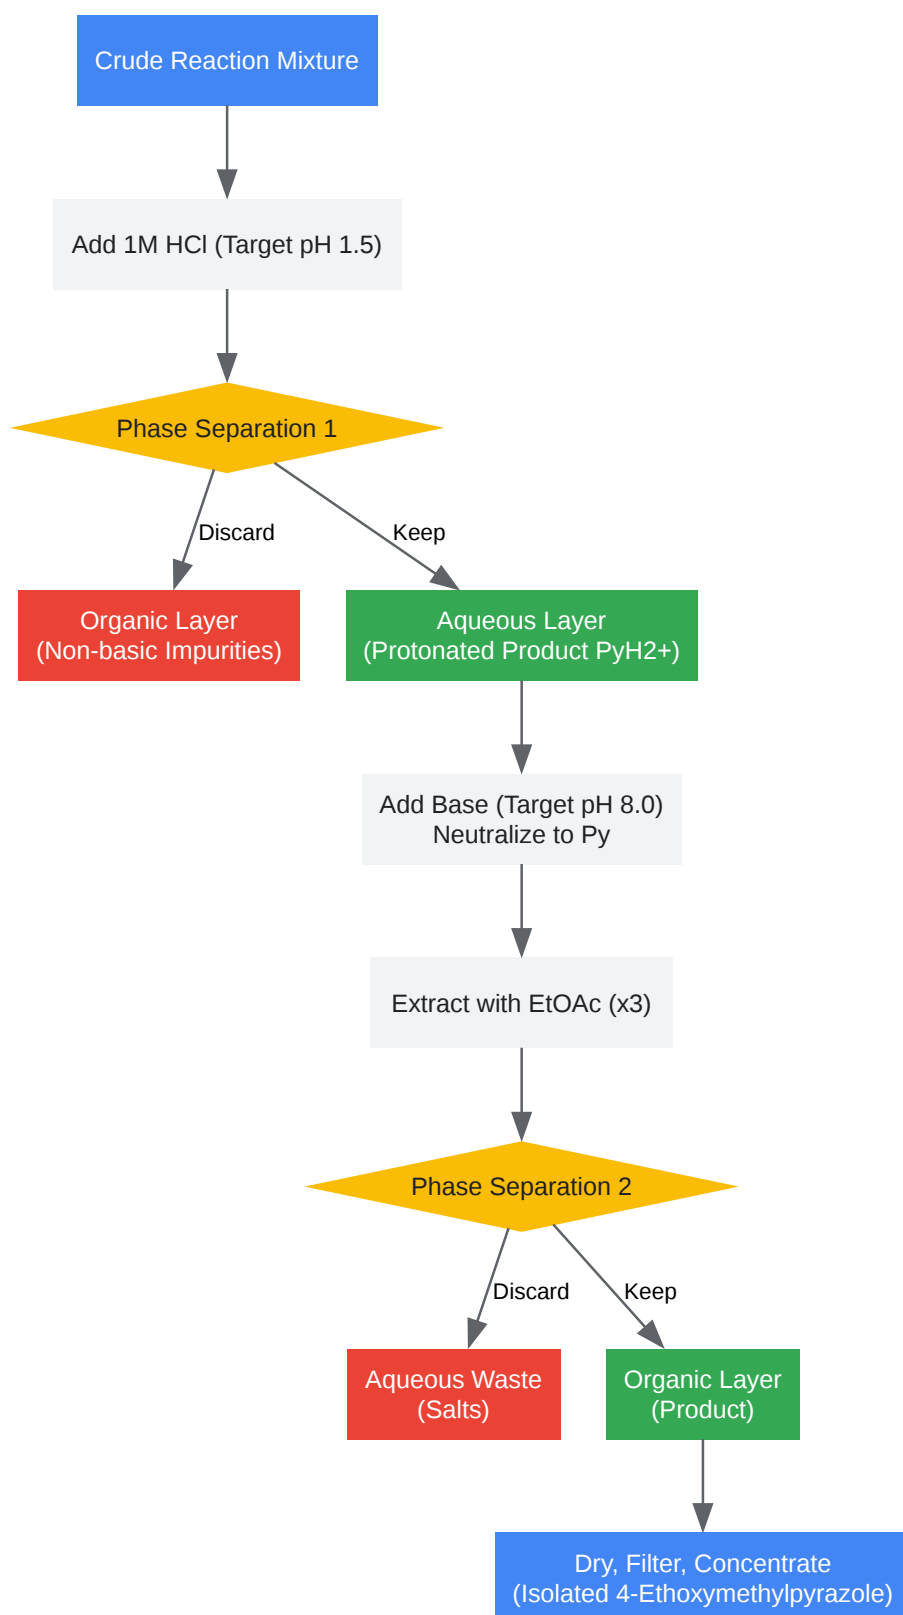 Crude Reaction Mixture
Add 1M HCl (Target pH 1.5)
Phase Separation 1
Discard
Keep
Organic Layer
(Non-basic Impurities)
Aqueous Layer
(Protonated Product PyH2+)
Add Base (Target pH 8.0)
Neutralize to Py
Extract with EtOAc (x3)
Phase Separation 2
Discard
Keep
Aqueous Waste
(Salts)
Organic Layer
(Product)
Dry, Filter, Concentrate
(Isolated 4-Ethoxymethylpyrazole)